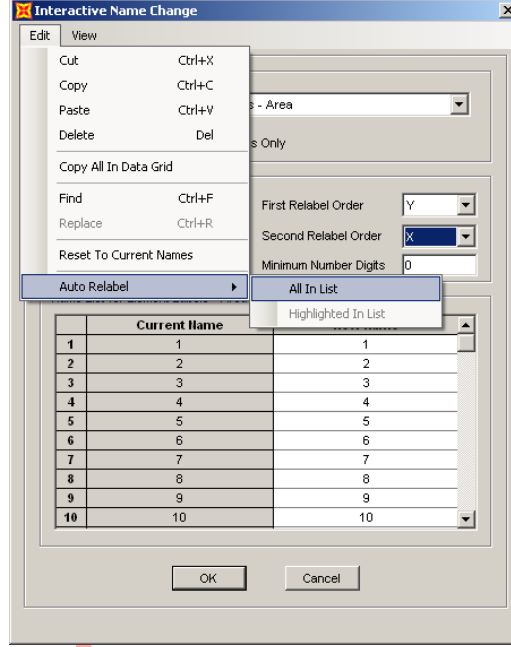 Interactive Name Change
Edit View
Cut Ctrl+X
Copy Ctrl+C
Paste Ctrl+V
Delete Del
Copy All In Data Grid
Find Ctrl+F
Replace Ctrl+R
Reset To Current Names
Auto Relabel
All In List
Highlighted In List
- Area
s Only
First Relabel Order Y
Second Relabel Order X
Minimum Number Digits 0
Current Name
1 1 1
2 2 2
3 3 3
4 4 4
5 5 5
6 6 6
7 7 7
8 8 8
9 9 9
10 10 10
OK Cancel